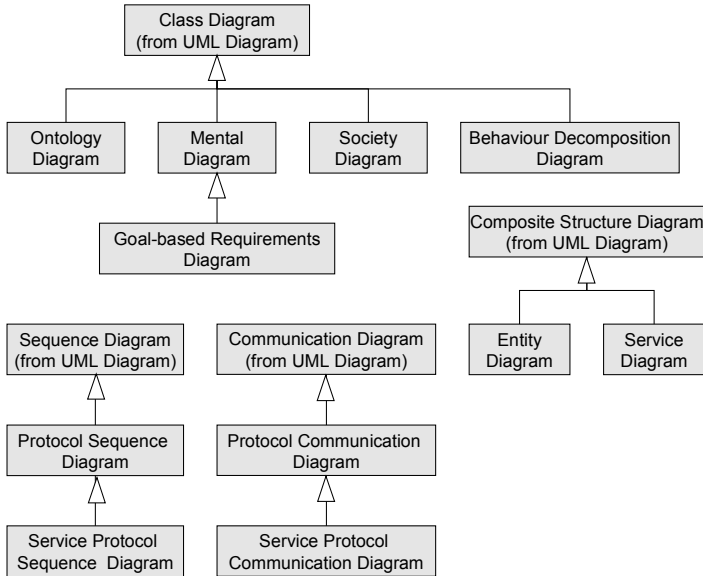 Class Diagram
(from UML Diagram)
Ontology
Diagram
Mental
Diagram
Society
Diagram
Behaviour Decomposition
Diagram
Goal-based Requirements
Diagram
Composite Structure Diagram
(from UML Diagram)
Entity
Diagram
Service
Diagram
Sequence Diagram
(from UML Diagram)
Communication Diagram
(from UML Diagram)
Protocol Sequence
Diagram
Protocol Communication
Diagram
Service Protocol
Sequence Diagram
Service Protocol
Communication Diagram